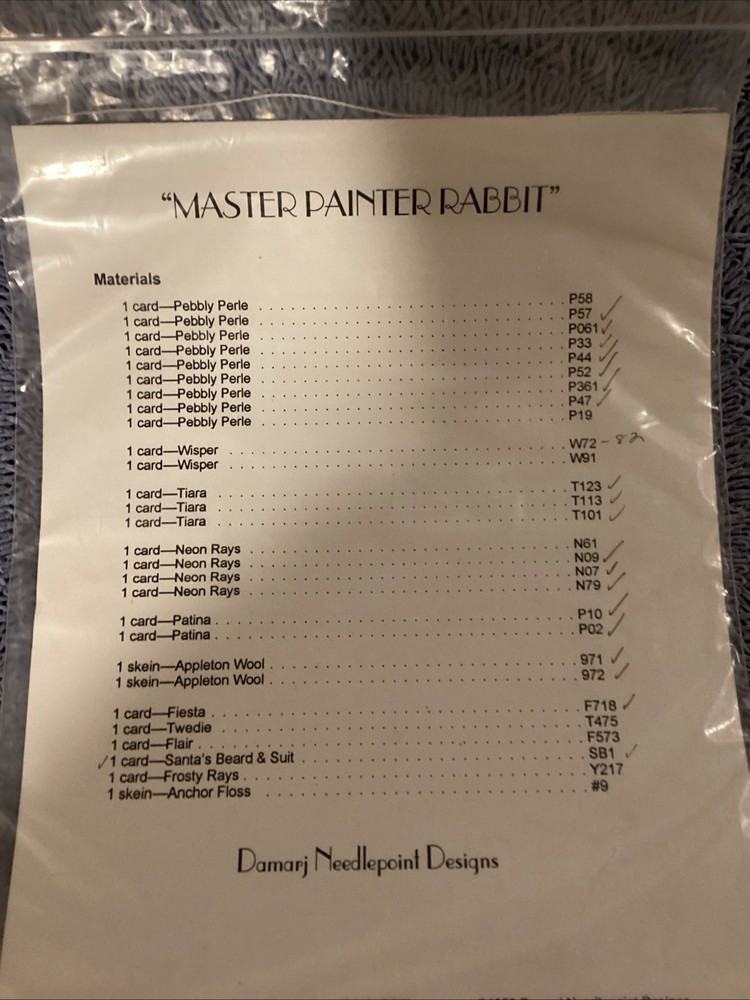 “MASTER PAINTER RABBIT”
Materials
1 card—Pebbly Perle . . . . . . . . . . . . . . . . . . . . P58
1 card—Pebbly Perle . . . . . . . . . . . . . . . . . . . . P57 ✓
1 card—Pebbly Perle . . . . . . . . . . . . . . . . . . . . P061 ✓
1 card—Pebbly Perle . . . . . . . . . . . . . . . . . . . . P33 ✓
1 card—Pebbly Perle . . . . . . . . . . . . . . . . . . . . P44 ✓
1 card—Pebbly Perle . . . . . . . . . . . . . . . . . . . . P52 ✓
1 card—Pebbly Perle . . . . . . . . . . . . . . . . . . . . P361 ✓
1 card—Pebbly Perle . . . . . . . . . . . . . . . . . . . . P47 ✓
1 card—Pebbly Perle . . . . . . . . . . . . . . . . . . . . P19
1 card—Wisper . . . . . . . . . . . . . . . . . . . . W72 - 82
1 card—Wisper . . . . . . . . . . . . . . . . . . . . W91
1 card—Tiara . . . . . . . . . . . . . . . . . . . . T123 ✓
1 card—Tiara . . . . . . . . . . . . . . . . . . . . T113 ✓
1 card—Tiara . . . . . . . . . . . . . . . . . . . . T101 ✓
1 card—Neon Rays . . . . . . . . . . . . . . . . . . . . N61
1 card—Neon Rays . . . . . . . . . . . . . . . . . . . . N09 ✓
1 card—Neon Rays . . . . . . . . . . . . . . . . . . . . N07 ✓
1 card—Neon Rays . . . . . . . . . . . . . . . . . . . . N79 ✓
1 card—Patina . . . . . . . . . . . . . . . . . . . . P10 ✓
1 card—Patina . . . . . . . . . . . . . . . . . . . . P02 ✓
1 skein—Appleton Wool . . . . . . . . . . . . . . . . . . . . 971 ✓
1 skein—Appleton Wool . . . . . . . . . . . . . . . . . . . . 972 ✓
1 card—Fiesta . . . . . . . . . . . . . . . . . . . . F718 ✓
1 card—Twedie . . . . . . . . . . . . . . . . . . . . T475
1 card—Flair . . . . . . . . . . . . . . . . . . . . F573
✓ 1 card—Santa's Beard & Suit . . . . . . . . . . . . . . . . . . . . SB1 ✓
1 card—Frosty Rays . . . . . . . . . . . . . . . . . . . . Y217
1 skein—Anchor Floss . . . . . . . . . . . . . . . . . . . . #9
Damarj Needlepoint Designs